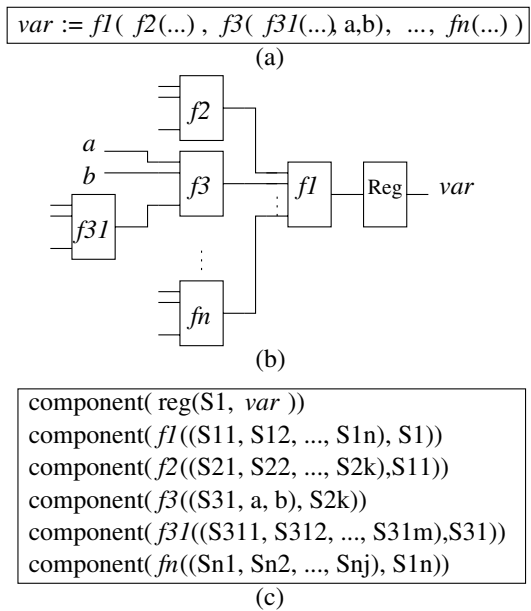 var := f1( f2(...) , f3( f31(...), a,b), ..., fn(...) )
(a)
f2
a
b
f3
f1
Reg
var
f31
fn
(b)
component( reg(S1, var ))
component( f1((S11, S12, ..., S1n), S1))
component( f2((S21, S22, ..., S2k),S11))
component( f3((S31, a, b), S2k))
component( f31((S311, S312, ..., S31m),S31))
component( fn((Sn1, Sn2, ..., Snj), S1n))
(c)